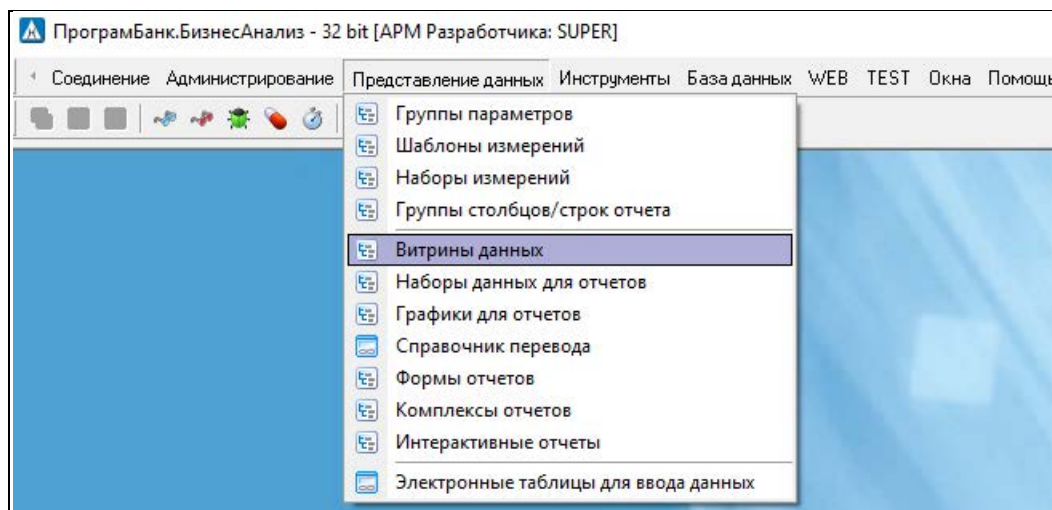 ПрограмБанк.БизнесАнализ - 32 bit [АРМ Разработчика: SUPER]
Соединение Администрирование Представление данных Инструменты База данных WEB TEST Окна Помощь
Группы параметров
Шаблоны измерений
Наборы измерений
Группы столбцов/строк отчета
Витрины данных
Наборы данных для отчетов
Графики для отчетов
Справочник перевода
Формы отчетов
Комплексы отчетов
Интерактивные отчеты
Электронные таблицы для ввода данных